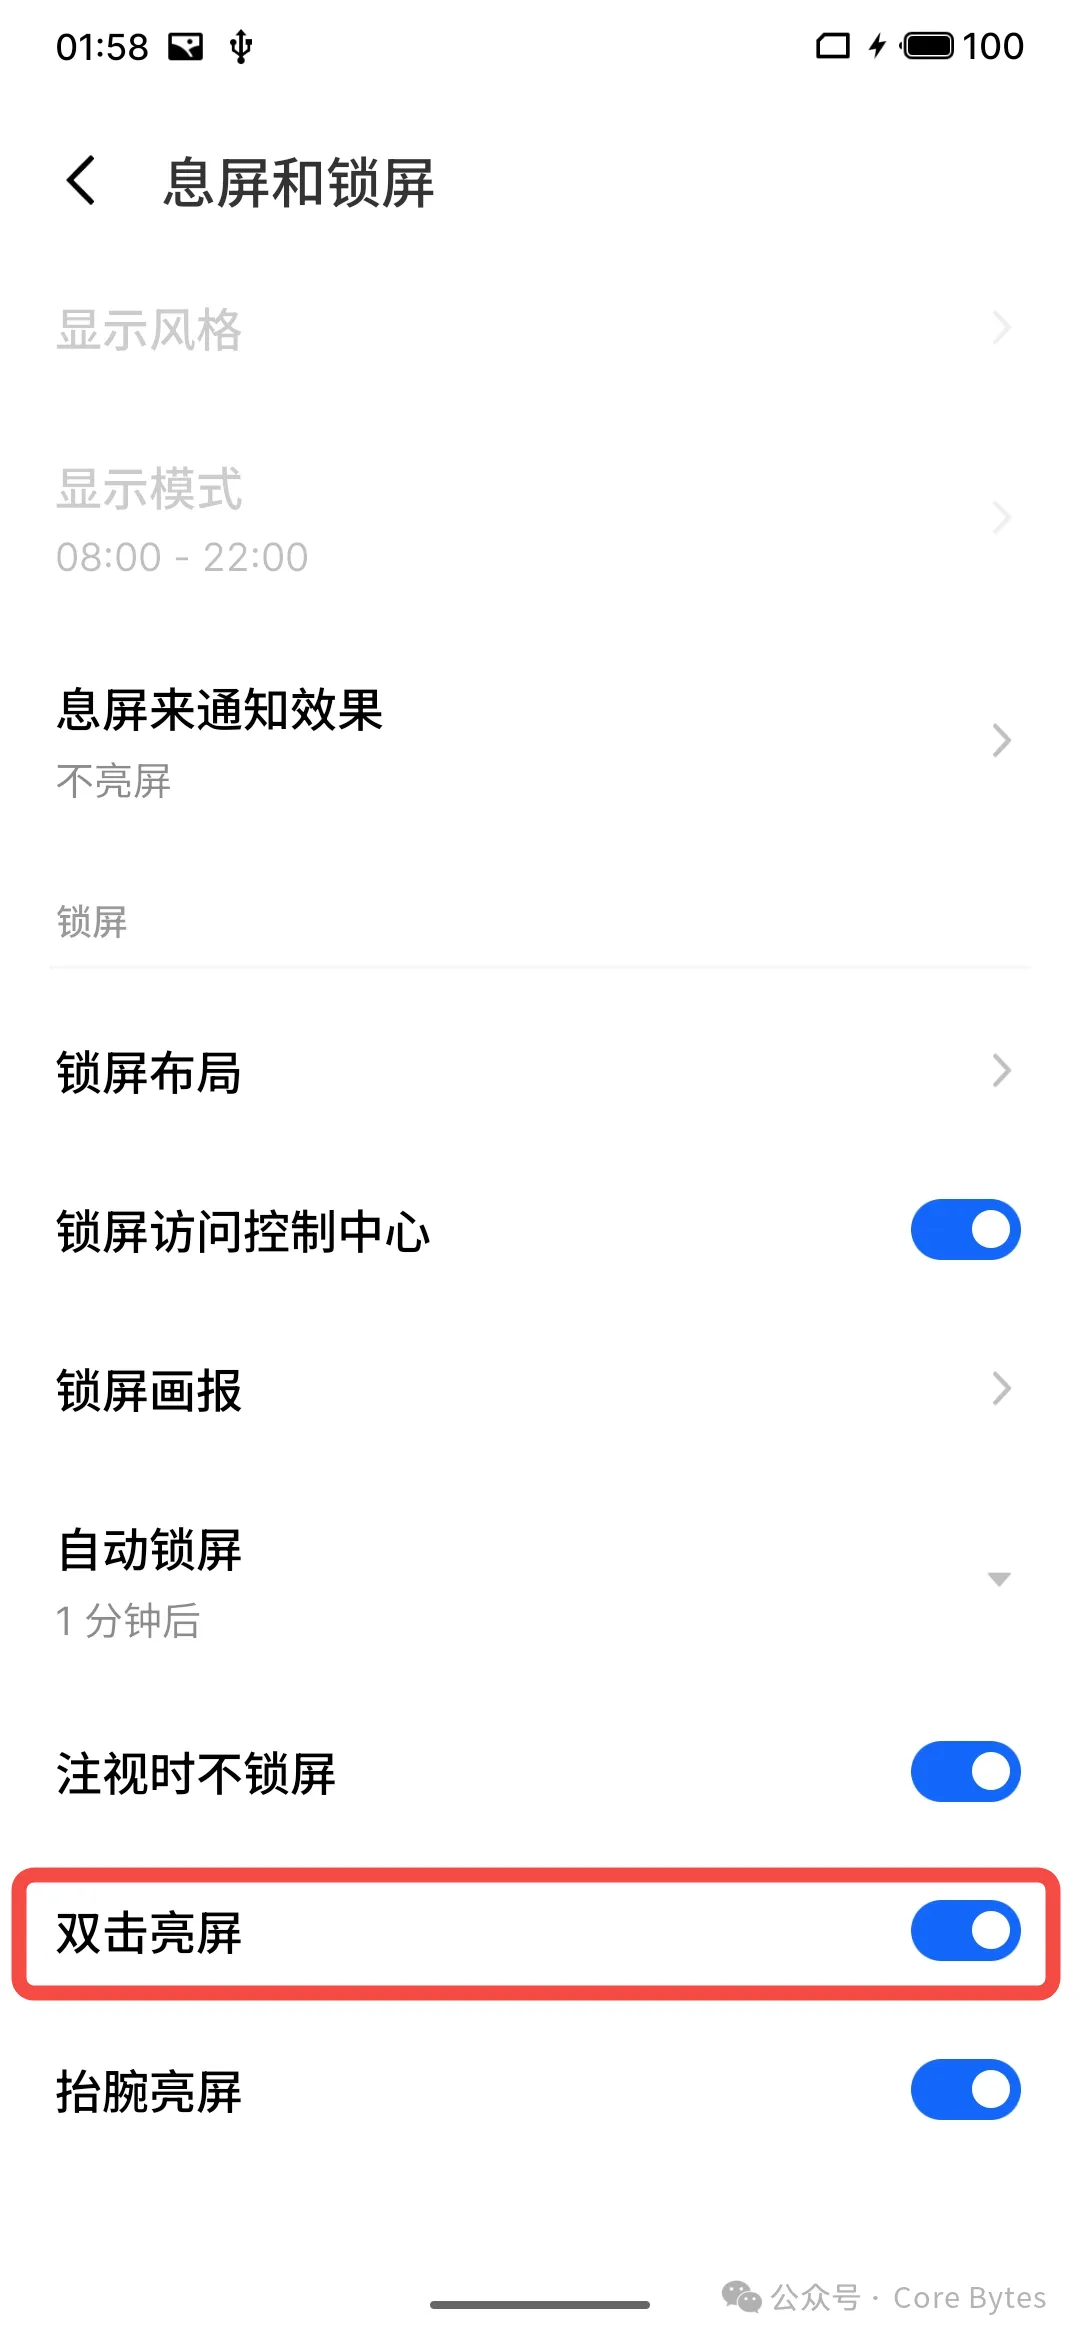 01:58
100
息屏和锁屏
显示风格
显示模式
08:00 - 22:00
息屏来通知效果
不亮屏
锁屏
锁屏布局
锁屏访问控制中心
锁屏画报
自动锁屏
1 分钟后
注视时不锁屏
双击亮屏
抬腕亮屏
公众号 · Core Bytes